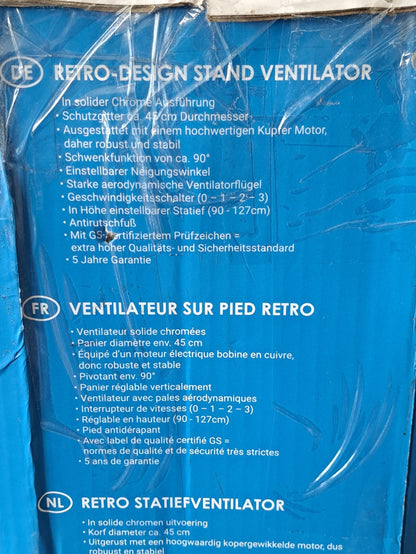 DE RETRO-DESIGN STAND VENTILATOR
In solider Chrome Ausführung
• Schutzgitter ca. 45 cm Durchmesser
• Ausgestattet mit einem hochwertigen Kupfer Motor,
daher robust und stabil
• Schwenkfunktion von ca. 90°
• Einstellbarer Neigungswinkel
• Starke aerodynamische Ventilatorflügel
• Geschwindigkeitsschalter (0 – 1 – 2 – 3)
• In Höhe einstellbarer Statief (90 - 127cm)
• Antirutschfuß
• Mit GS-zertifiziertem Prüfzeichen =
extra hoher Qualitäts- und Sicherheitsstandard
• 5 Jahre Garantie
FR VENTILATEUR SUR PIED RETRO
• Ventilateur solide chromées
• Panier diamètre env. 45 cm
• Équipé d'un moteur électrique bobine en cuivre,
donc robuste et stable
• Pivotant env. 90°
• Panier réglable verticalement
• Ventilateur avec pales aérodynamiques
• Interrupteur de vitesses (0 – 1 – 2 – 3)
• Réglable en hauteur (90 - 127cm)
• Pied antidérapant
• Avec label de qualité certifié GS =
normes de qualité et de sécurité très strictes
• 5 ans de garantie
NL RETRO STATIEFVENTILATOR
• In solide chromen uitvoering
• Korf diameter ca. 45 cm
• Uitgerust met een hoogwaardig kopergewikkelde motor, dus
robuust en stabiel